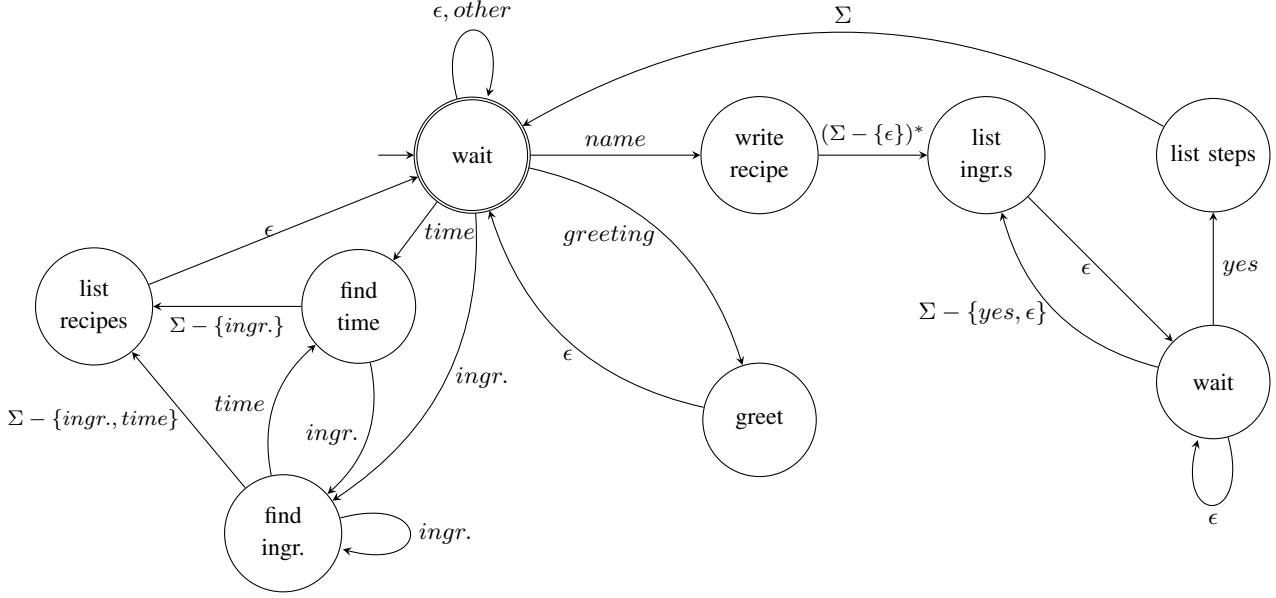 ϵ, other
Σ
wait
name
write
recipe
(Σ − {ϵ})*
list
ingr.s
list steps
ϵ
time
greeting
list
recipes
find
time
Σ − {ingr.}
ϵ
yes
Σ − {yes, ϵ}
ϵ
ingr.
time
Σ − {ingr., time}
ingr.
greet
wait
find
ingr.
ingr.
ϵ